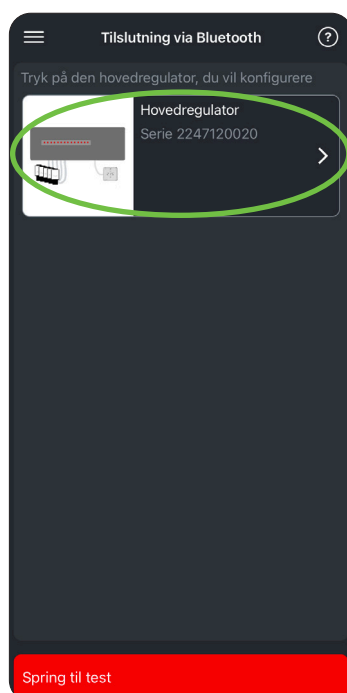 Tilslutning via Bluetooth
?
Tryk på den hovedregulator, du vil konfigurere
Hovedregulator
Serie 2247120020
Spring til test